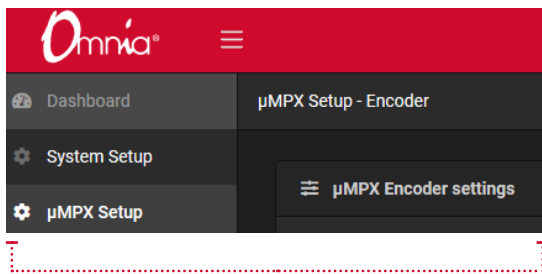 Omnia®
Dashboard
µMPX Setup - Encoder
System Setup
µMPX Encoder settings
µMPX Setup